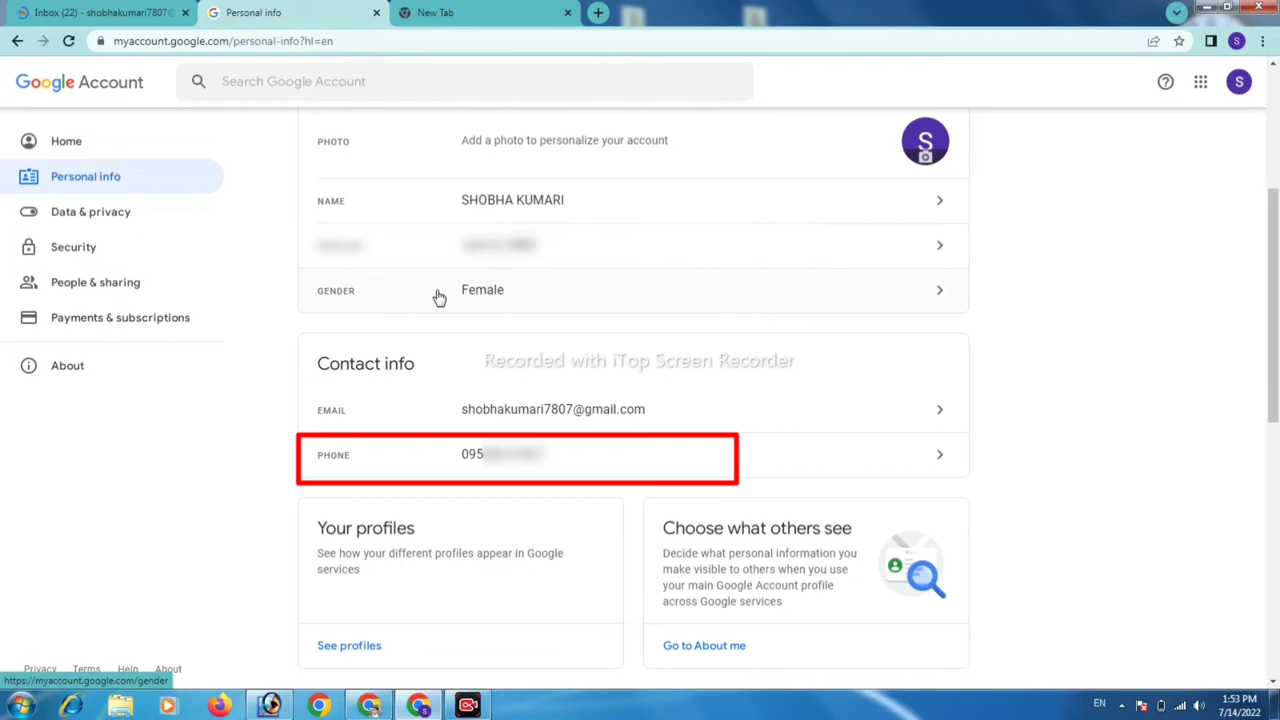 Inbox (22) - shobhakumari7807@
Personal info
New Tab
myaccount.google.com/personal-info?hl=en
S
Google Account
Search Google Account
S
Home
Personal info
Data & privacy
Security
People & sharing
Payments & subscriptions
About
PHOTO
Add a photo to personalize your account
S
NAME
SHOBHA KUMARI
GENDER
Female
Contact info
Recorded with iTop Screen Recorder
EMAIL
shobhakumari7807@gmail.com
PHONE
095
Your profiles
See how your different profiles appear in Google
services
See profiles
Choose what others see
Decide what personal information you
make visible to others when you use
your main Google Account profile
across Google services
Go to About me
Privacy Terms Help About
https://myaccount.google.com/gender
EN
1:53 PM
7/14/2022